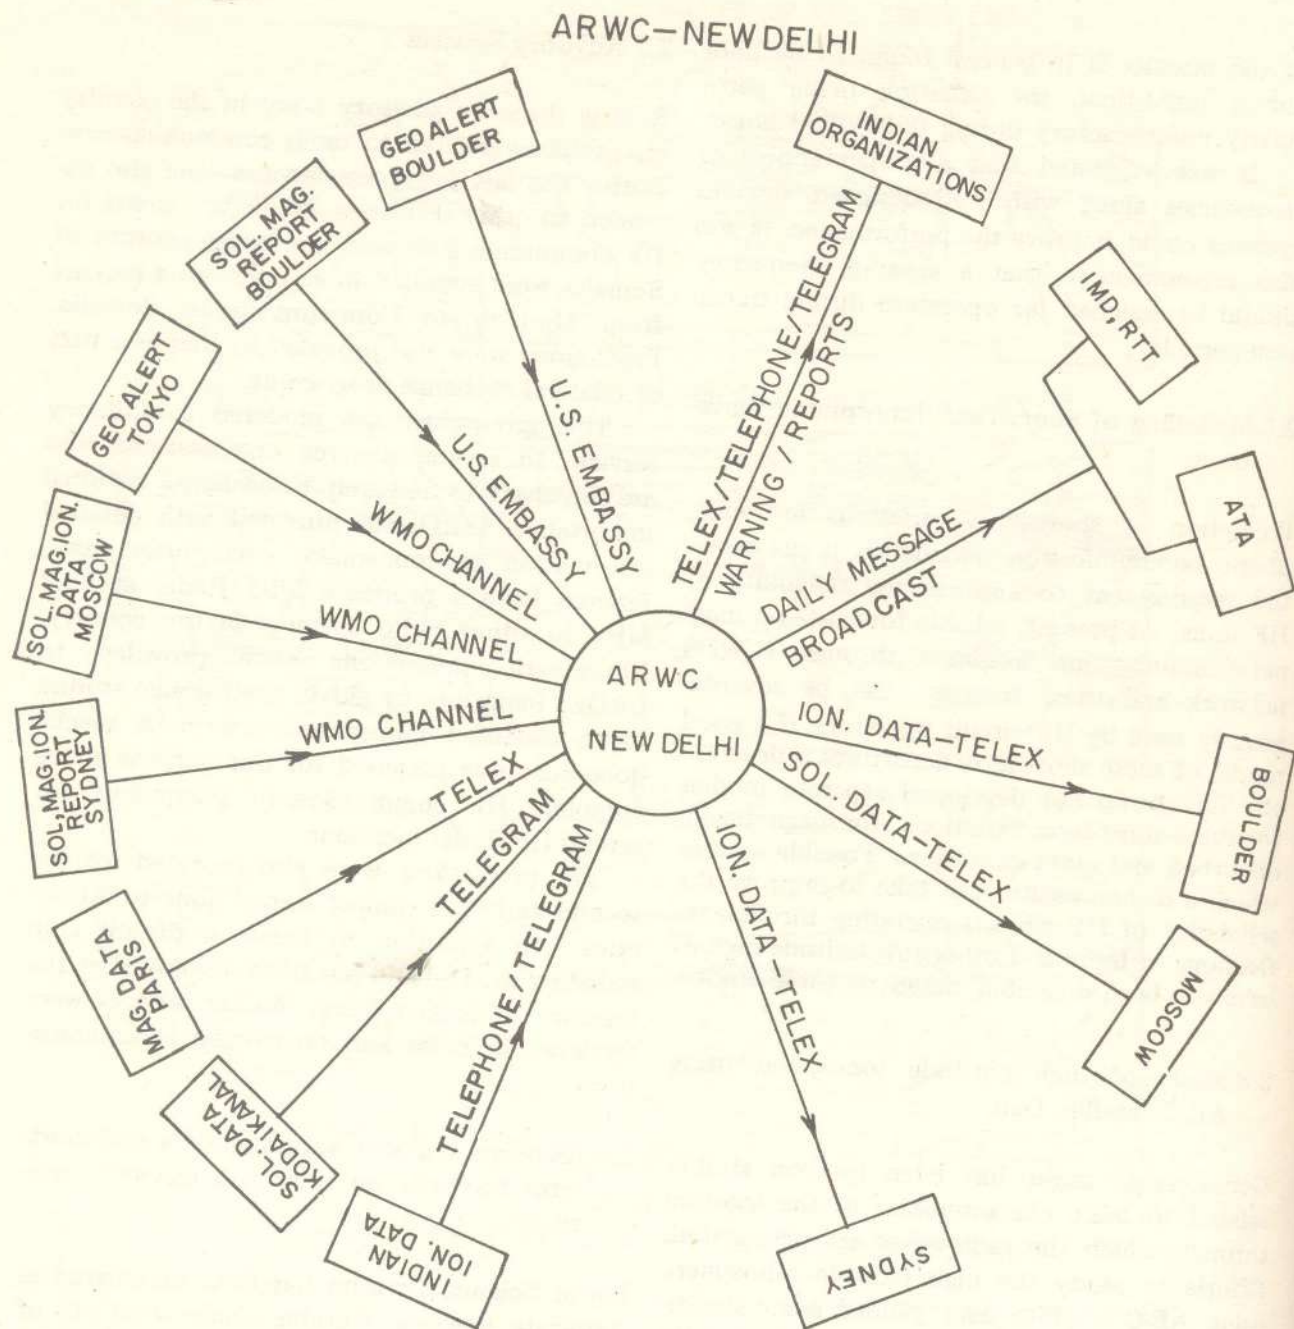 ARWC-NEW DELHI
GEO ALERT
BOULDER
SOL. MAG.
REPORT
BOULDER
GEO ALERT
TOKYO
SOL. MAG. ION.
DATA
MOSCOW
SOL, MAG. ION.
REPORT
SYDNEY
MAG. DATA
PARIS
SOL. DATA
KODAIKANAL
INDIAN
ION. DATA
U.S. EMBASSY
U.S EMBASSY
WMO CHANNEL
WMO CHANNEL
WMO CHANNEL
TELEX
TELEGRAM
TELEPHONE/TELEGRAM
ARWC
NEW DELHI
TELEX/TELEPHONE/TELEGRAM
WARNING / REPORTS
INDIAN
ORGANIZATIONS
DAILY MESSAGE
BROADCAST
IMD, RTT
ATA
ION. DATA-TELEX
BOULDER
SOL. DATA-TELEX
MOSCOW
ION. DATA-TELEX
SYDNEY